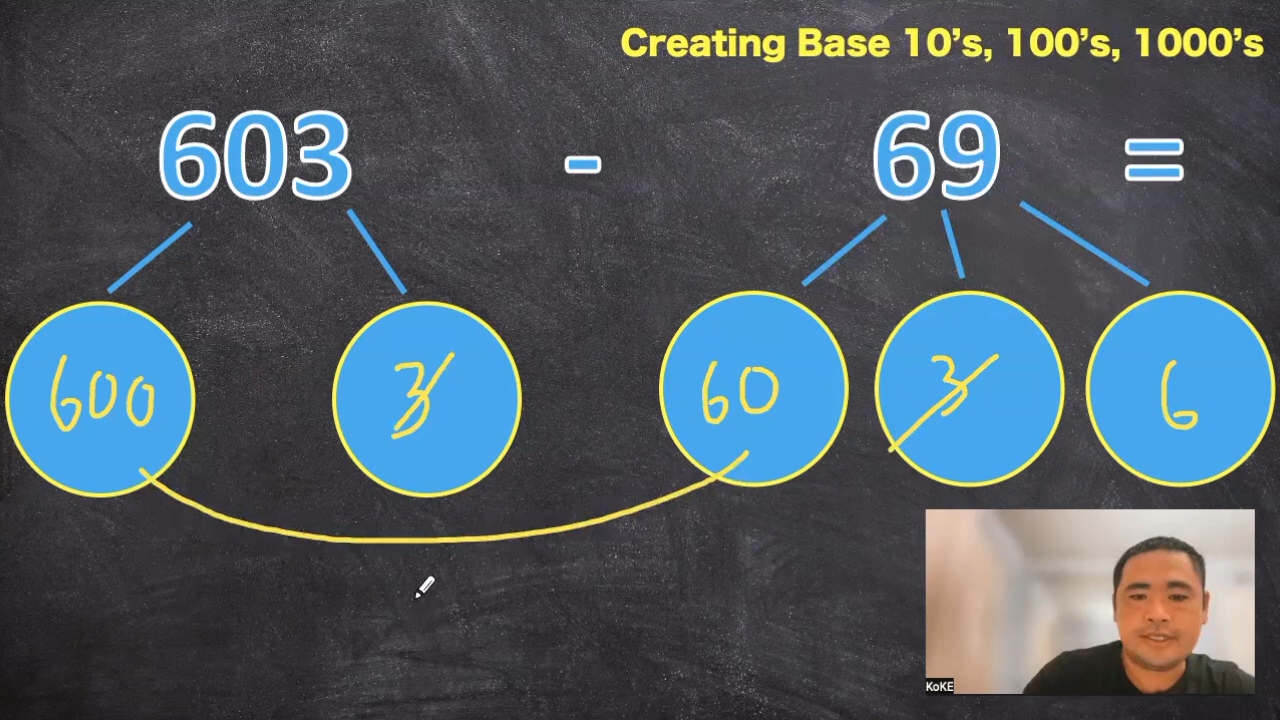 Creating Base 10’s, 100’s, 1000’s
603 - 69 =
600 3 60 3 6
KoKE